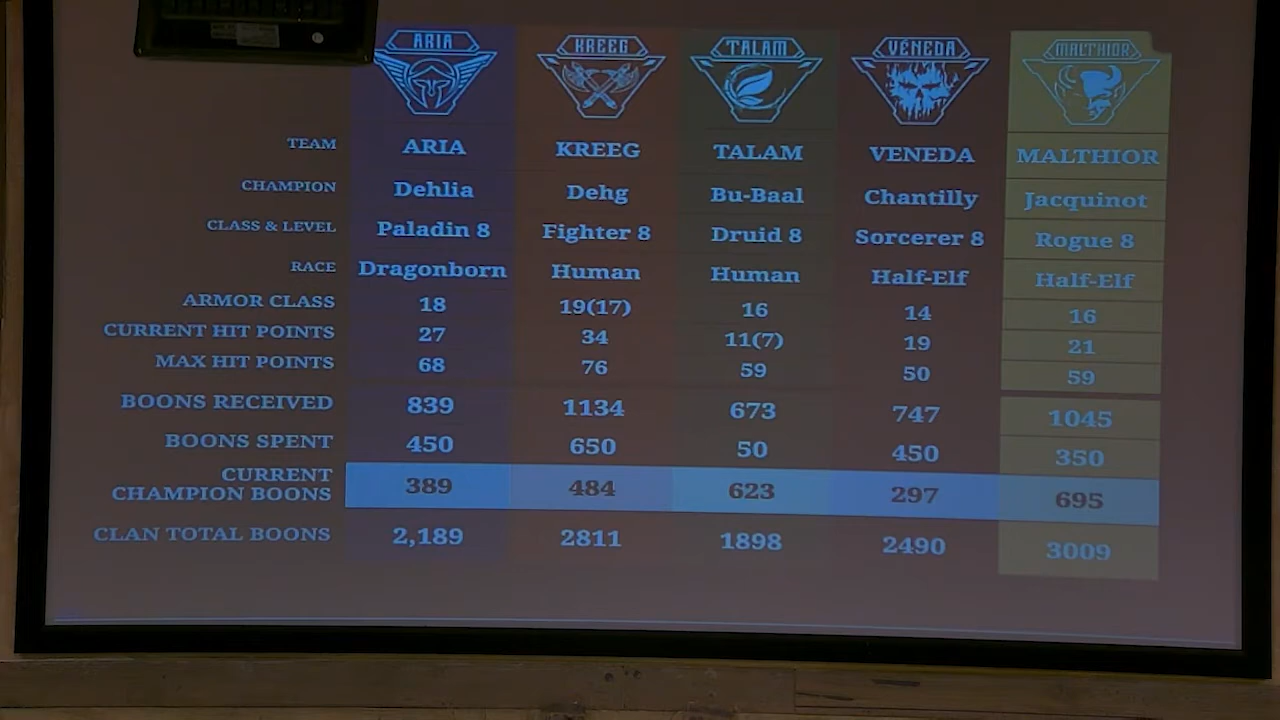 ARIA KREEG TALAM VENEDA MALTHIOR
TEAM ARIA KREEG TALAM VENEDA MALTHIOR
CHAMPION Dehlia Dehg Bu-Baal Chantilly Jacquinot
CLASS & LEVEL Paladin 8 Fighter 8 Druid 8 Sorcerer 8 Rogue 8
RACE Dragonborn Human Human Half-Elf Half-Elf
ARMOR CLASS 18 19(17) 16 14 16
CURRENT HIT POINTS 27 34 11(7) 19 21
MAX HIT POINTS 68 76 59 50 59
BOONS RECEIVED 839 1134 673 747 1045
BOONS SPENT 450 650 50 450 350
CURRENT
CHAMPION BOONS 389 484 623 297 695
CLAN TOTAL BOONS 2,189 2811 1898 2490 3009